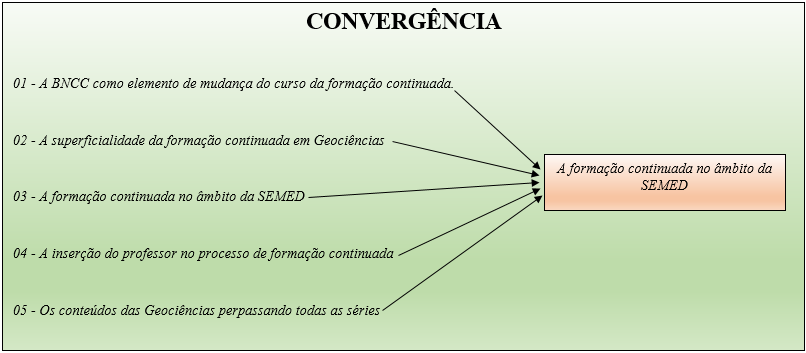 CONVERGÊNCIA
01 - A BNCC como elemento de mudança do curso da formação continuada.
02 - A superficialidade da formação continuada em Geociências
03 - A formação continuada no âmbito da SEMED
04 - A inserção do professor no processo de formação continuada
05 - Os conteúdos das Geociências perpassando todas as séries
A formação continuada no âmbito da
SEMED